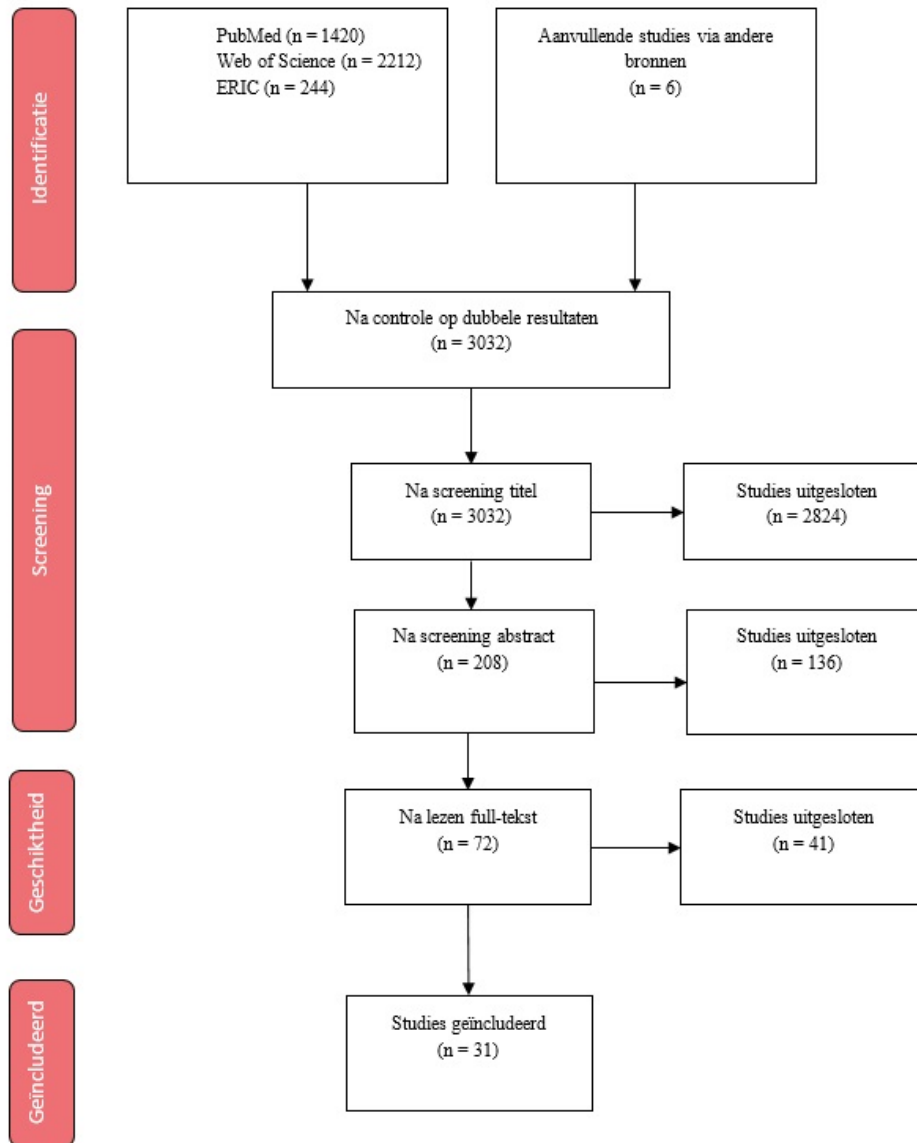 Identificatie
PubMed (n = 1420)
Web of Science (n = 2212)
ERIC (n = 244)
Aanvullende studies via andere
bronnen
(n = 6)
Na controle op dubbele resultaten
(n = 3032)
Screening
Na screening titel
(n = 3032)
Studies uitgesloten
(n = 2824)
Na screening abstract
(n = 208)
Studies uitgesloten
(n = 136)
Geschiktheid
Na lezen full-tekst
(n = 72)
Studies uitgesloten
(n = 41)
Geïncludeerd
Studies geïncludeerd
(n = 31)